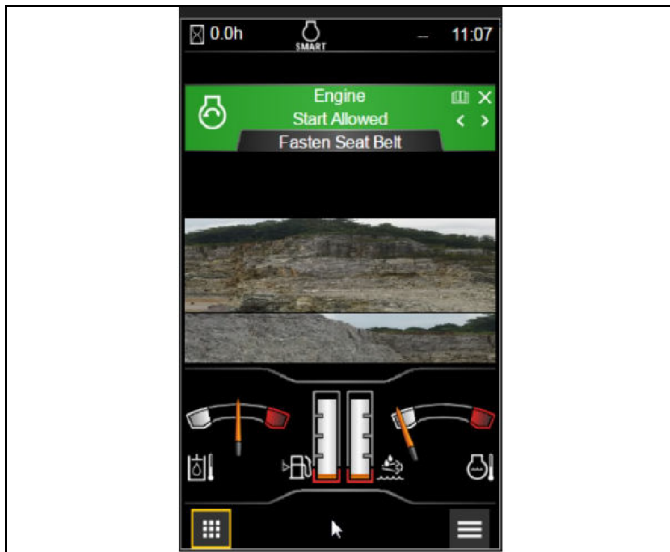 0.0h
SMART
-- 11:07
Engine
Start Allowed
Fasten Seat Belt